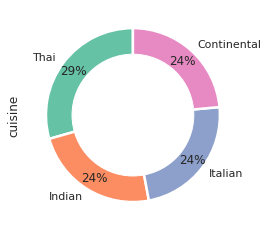 Continental
24%
Thai
29%
cuisine
24%
Italian
24%
Indian